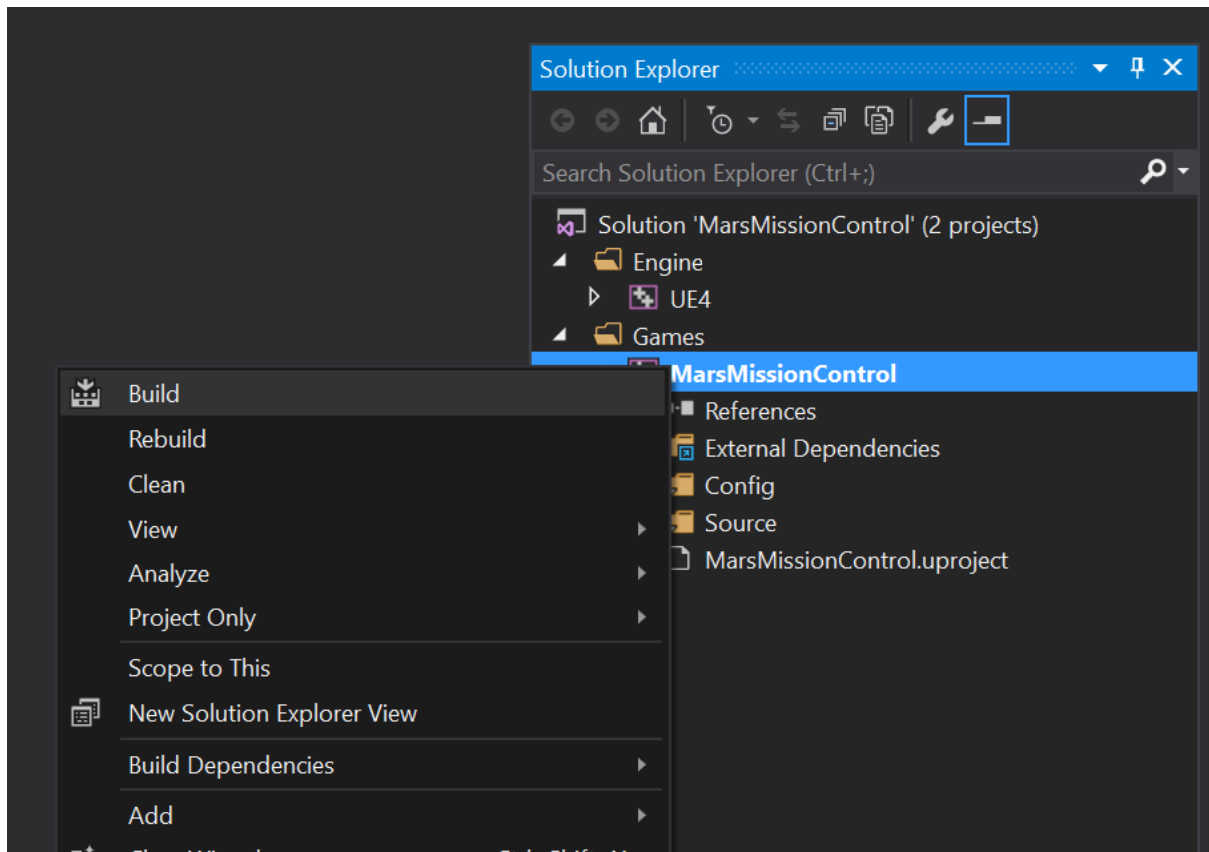 Solution Explorer
Search Solution Explorer (Ctrl+;)
Solution 'MarsMissionControl' (2 projects)
Engine
UE4
Games
MarsMissionControl
References
External Dependencies
Config
Source
MarsMissionControl.uproject
Build
Rebuild
Clean
View
Analyze
Project Only
Scope to This
New Solution Explorer View
Build Dependencies
Add